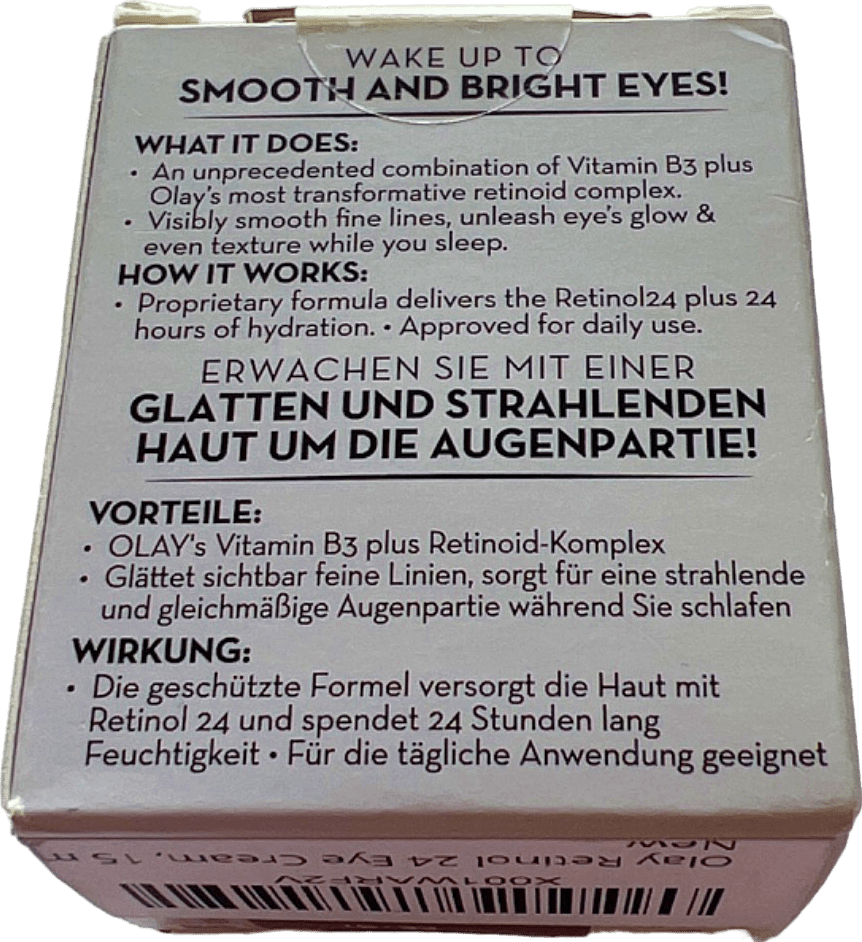 WAKE UP TO
SMOOTH AND BRIGHT EYES!
WHAT IT DOES:
• An unprecedented combination of Vitamin B3 plus
Olay's most transformative retinoid complex.
• Visibly smooth fine lines, unleash eye's glow &
even texture while you sleep.
HOW IT WORKS:
• Proprietary formula delivers the Retinol24 plus 24
hours of hydration. • Approved for daily use.
ERWACHEN SIE MIT EINER
GLATTEN UND STRAHLENDEN
HAUT UM DIE AUGENPARTIE!
VORTEILE:
• OLAY's Vitamin B3 plus Retinoid-Komplex
• Glättet sichtbar feine Linien, sorgt für eine strahlende
und gleichmäßige Augenpartie während Sie schlafen
WIRKUNG:
• Die geschützte Formel versorgt die Haut mit
Retinol 24 und spendet 24 Stunden lang
Feuchtigkeit • Für die tägliche Anwendung geeignet
X001WARF2V
Olay Retinol 24 Eye Cream, 15
New